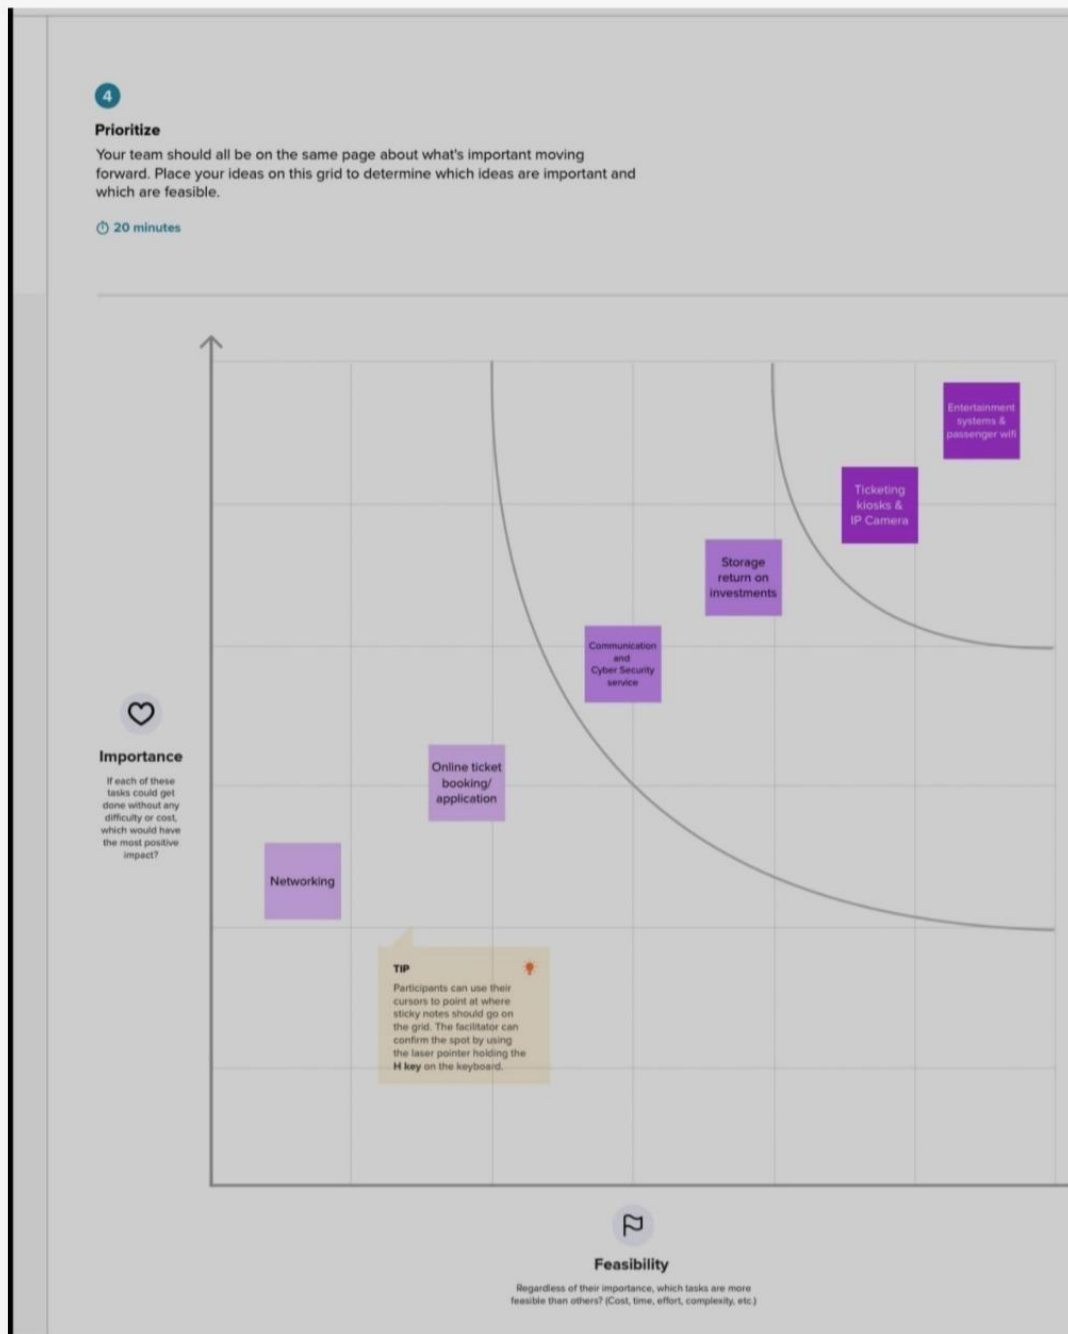 4
Prioritize
Your team should all be on the same page about what's important moving
forward. Place your ideas on this grid to determine which ideas are important and
which are feasible.
20 minutes
Entertainment
systems &
passenger wifi
Ticketing
kiosks &
IP Camera
Storage
return on
investments
Communication
and
Cyber Security
service
Importance
If each of these
tasks could get
done without any
difficulty or cost,
which would have
the most positive
impact?
Online ticket
booking/
application
Networking
TIP
Participants can use their
cursors to point at where
sticky notes should go on
the grid. The facilitator can
confirm the spot by using
the laser pointer holding the
H key on the keyboard.
Feasibility
Regardless of their importance, which tasks are more
feasible than others? (Cost, time, effort, complexity, etc.)